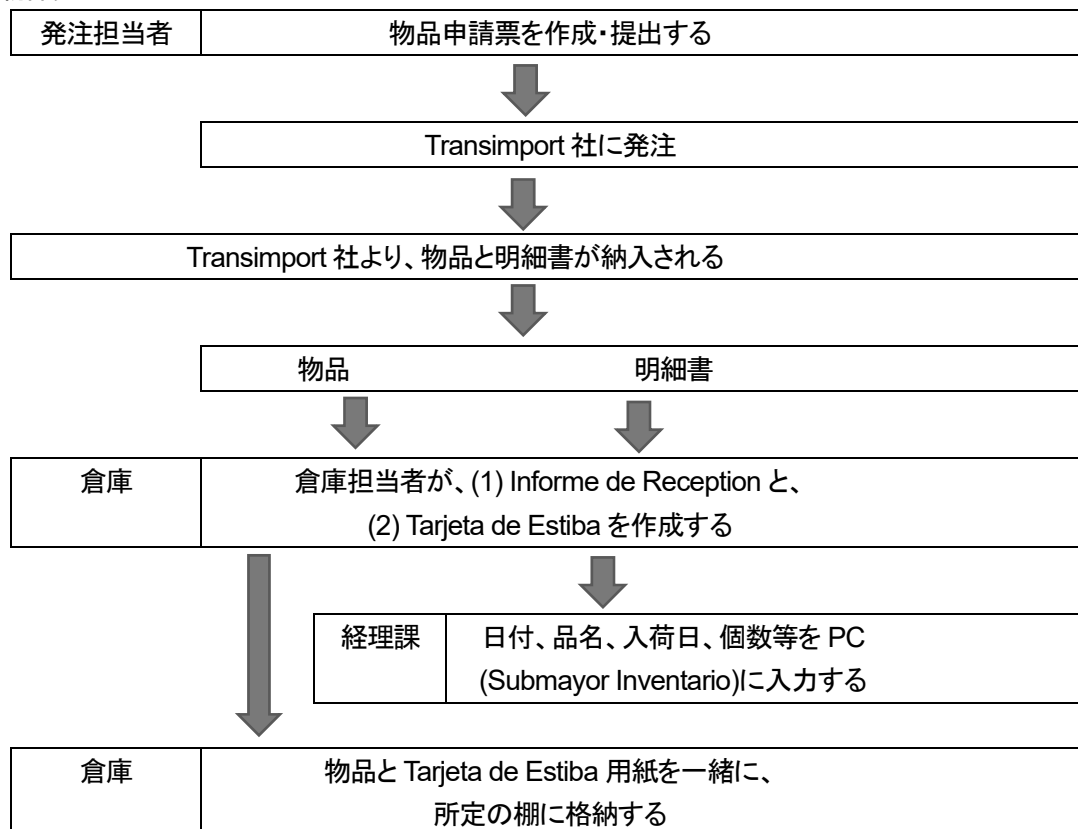 発注担当者 物品申請票を作成・提出する
Transimport 社に発注
Transimport 社より、物品と明細書が納入される
物品 明細書
倉庫 倉庫担当者が、(1) Informe de Reception と、
(2) Tarjeta de Estiba を作成する
経理課 日付、品名、入荷日、個数等を PC
(Submayor Inventario)に入力する
倉庫 物品と Tarjeta de Estiba 用紙を一緒に、
所定の棚に格納する